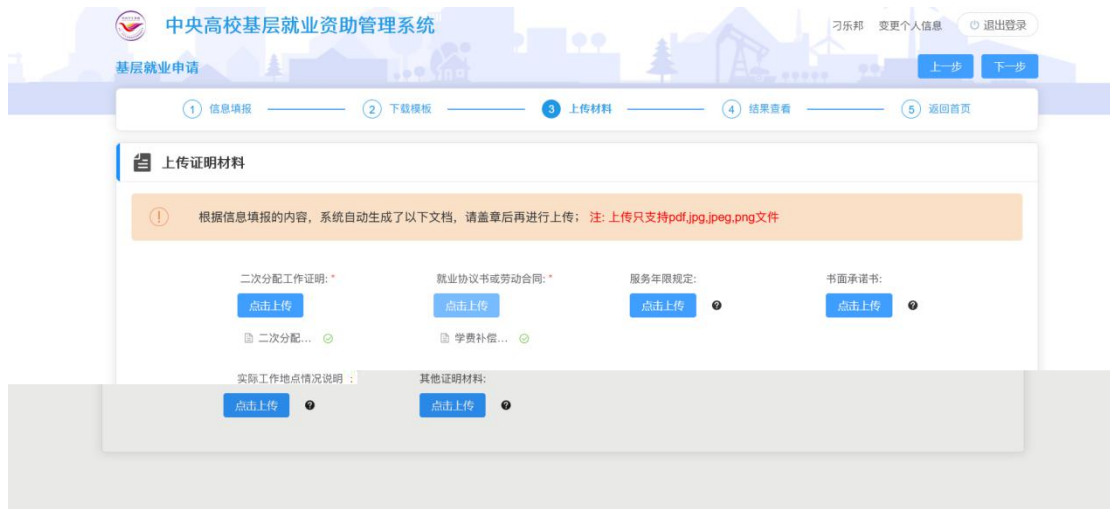 中央高校基层就业资助管理系统
刁乐邦 变更个人信息 退出登录
基层就业申请
上一步 下一步
1 信息填报 2 下载模板 3 上传材料 4 结果查看 5 返回首页
上传证明材料
根据信息填报的内容，系统自动生成了以下文档，请盖章后再进行上传； 注: 上传只支持pdf,jpg,jpeg,png文件
二次分配工作证明: * 就业协议书或劳动合同: * 服务年限规定: 书面承诺书:
点击上传 点击上传 点击上传 点击上传
二次分配... 学费补偿...
实际工作地点情况说明 : 其他证明材料:
点击上传 点击上传